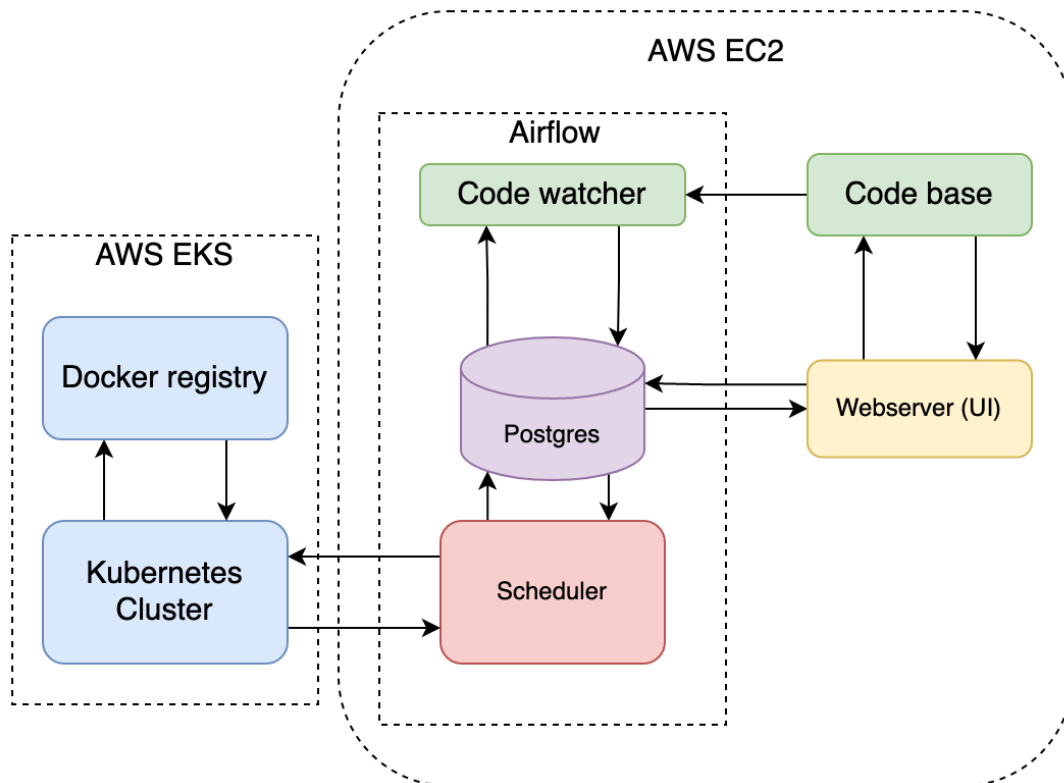 AWS EC2
Airflow
Code watcher
Code base
AWS EKS
Docker registry
Postgres
Webserver (UI)
Kubernetes
Cluster
Scheduler